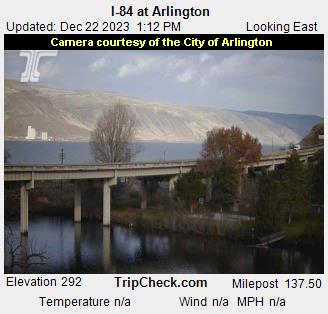 I-84 at Arlington
Updated: Dec 22 2023 1:12 PM Looking East
Camera courtesy of the City of Arlington
Elevation 292 TripCheck.com Milepost 137.50
Temperature n/a Wind n/a MPH n/a